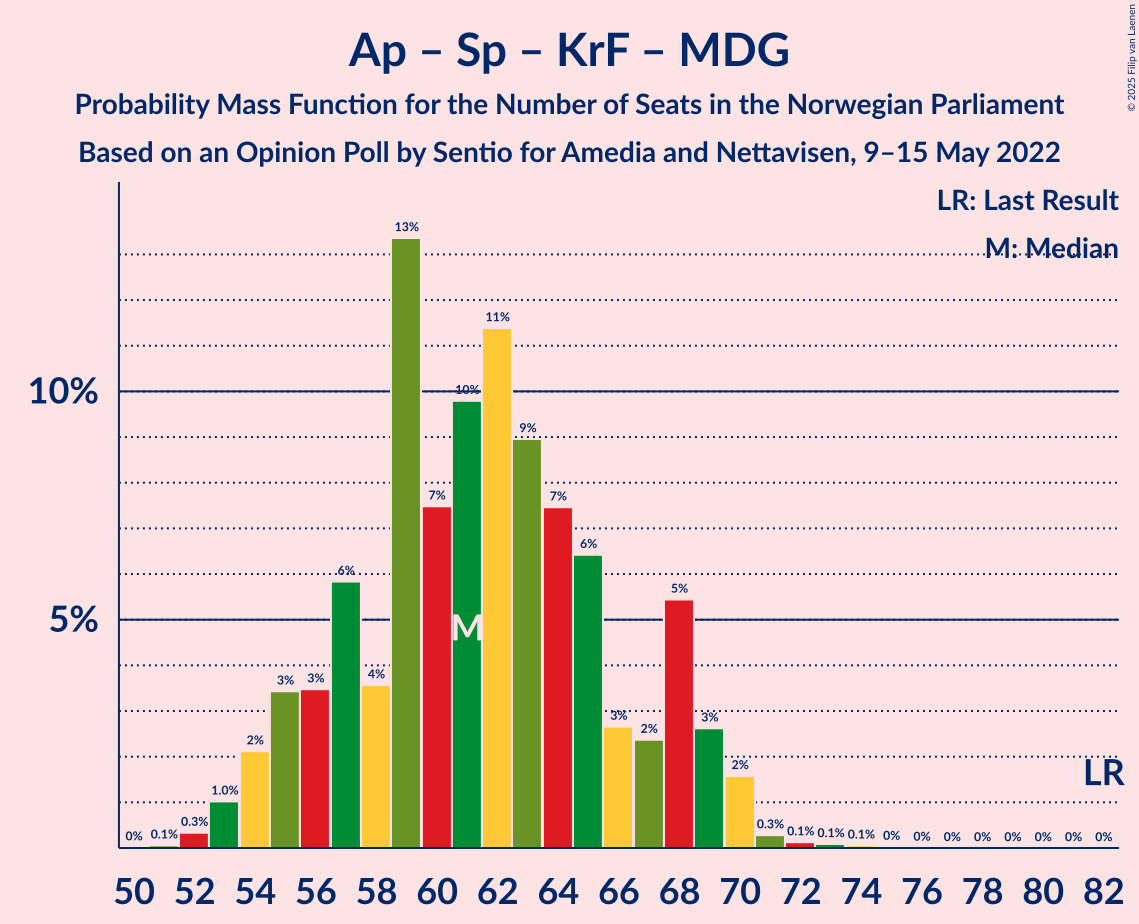 Ap – Sp – KrF – MDG
Probability Mass Function for the Number of Seats in the Norwegian Parliament
Based on an Opinion Poll by Sentio for Amedia and Nettavisen, 9–15 May 2022
© 2025 Filip van Laenen
LR: Last Result
M: Median
10%
5%
0% 0.1% 0.3% 1.0% 2% 3% 3% 6% 4% 13% 7% 10% 11% 9% 7% 6% 3% 2% 5% 3% 2% 0.3% 0.1% 0.1% 0.1% 0% 0% 0% 0% 0% 0% 0% 0%
M
LR
50 52 54 56 58 60 62 64 66 68 70 72 74 76 78 80 82